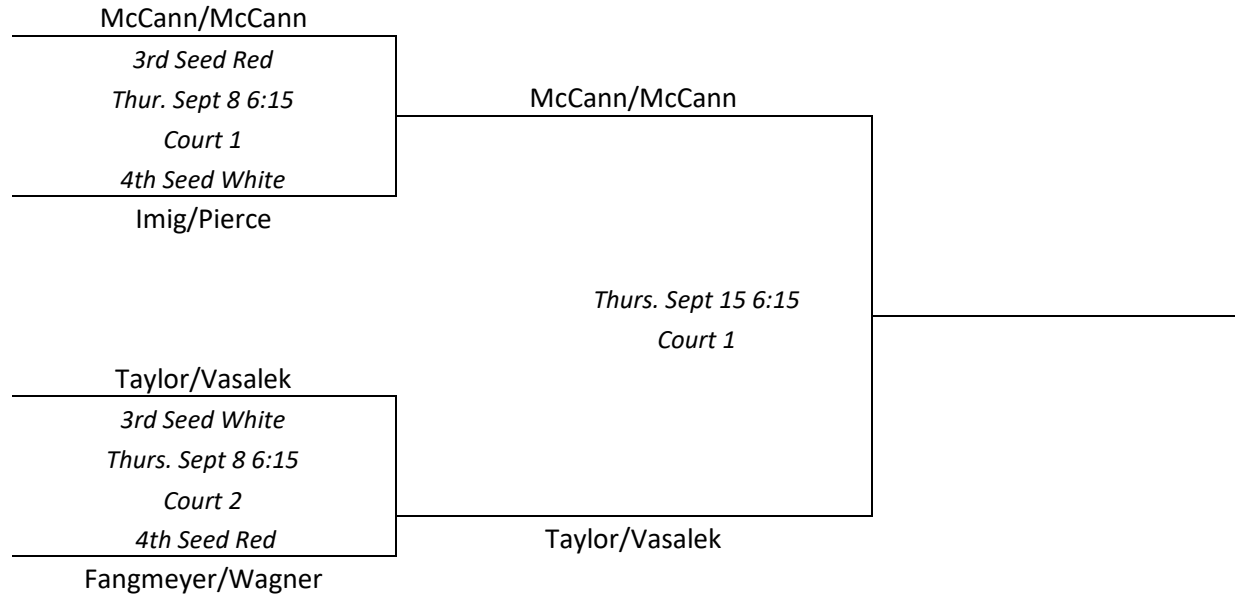 McCann/McCann
3rd Seed Red
Thur. Sept 8 6:15
Court 1
4th Seed White
Imig/Pierce
McCann/McCann
Thurs. Sept 15 6:15
Court 1
Taylor/Vasalek
3rd Seed White
Thurs. Sept 8 6:15
Court 2
4th Seed Red
Fangmeyer/Wagner
Taylor/Vasalek